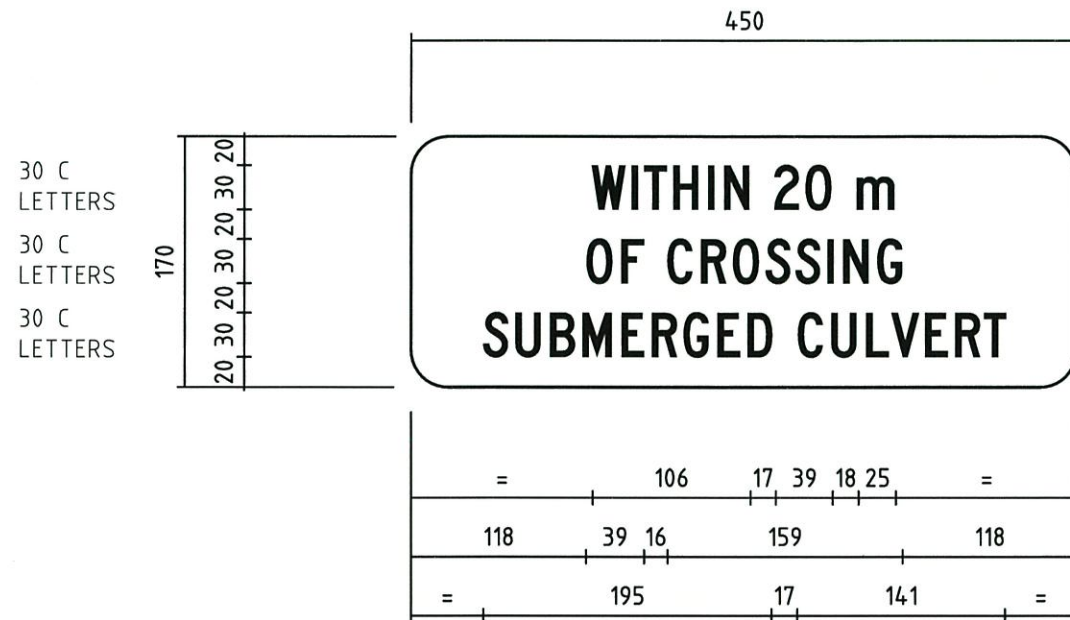 450
30 C
LETTERS
30 C
LETTERS
30 C
LETTERS
170
20
30
20
30
20
30
20
WITHIN 20 m
OF CROSSING
SUBMERGED CULVERT
= 106 17 39 18 25 =
118 39 16 159 118
= 195 17 141 =